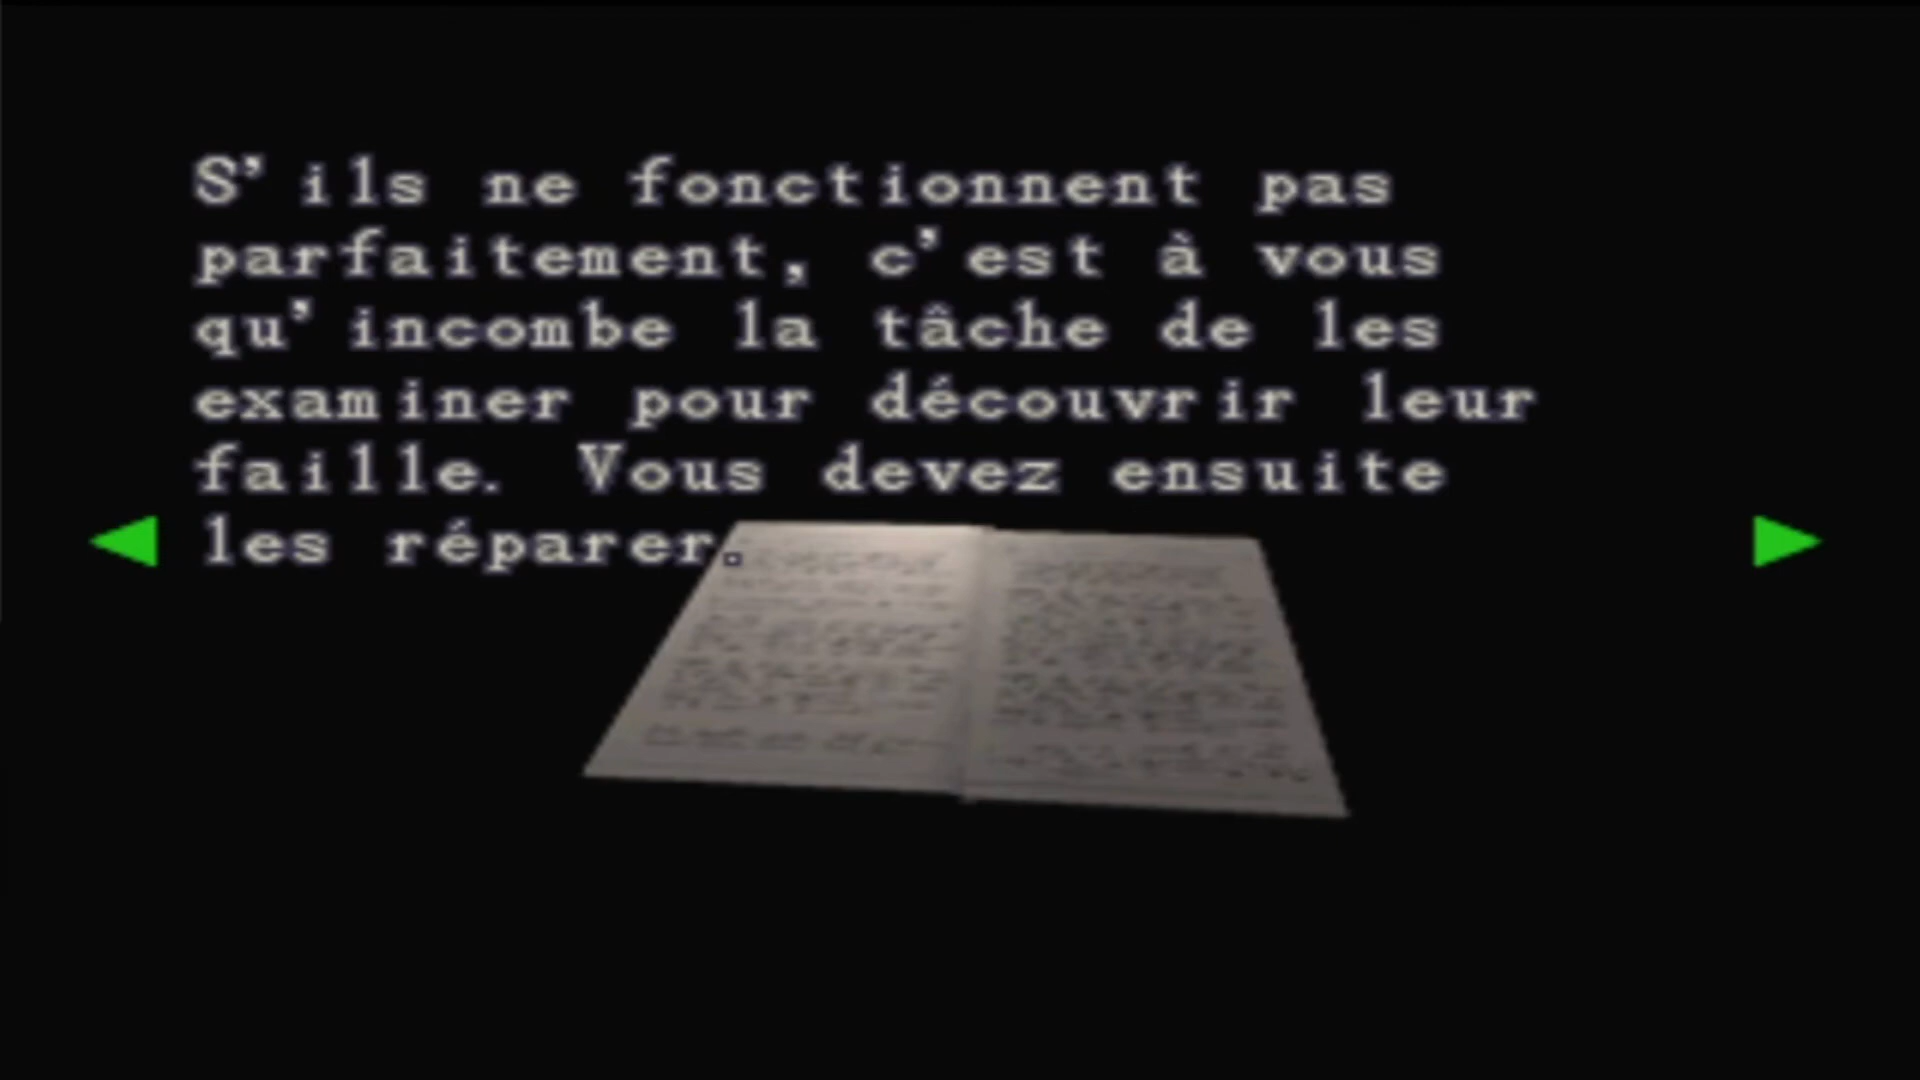 S'ils ne fonctionnent pas
parfaitement, c'est à vous
qu'incombe la tâche de les
examiner pour découvrir leur
faille. Vous devez ensuite
les réparer.